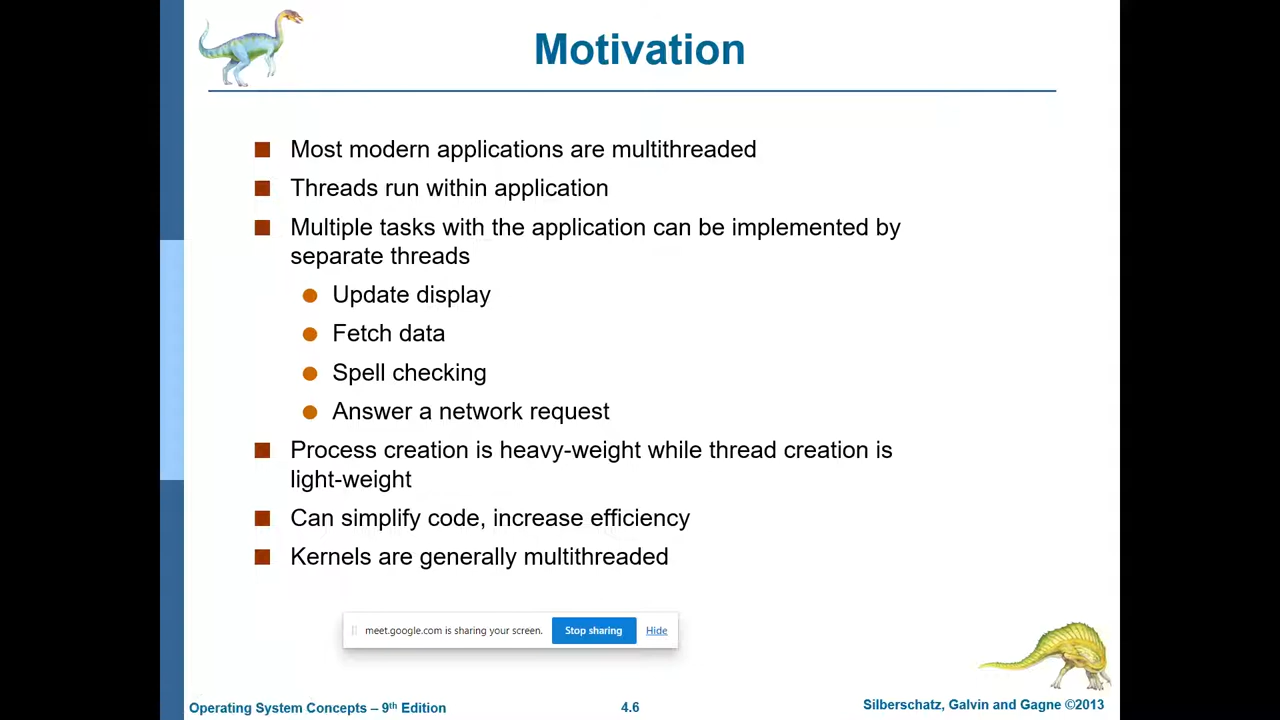 Motivation
Most modern applications are multithreaded
Threads run within application
Multiple tasks with the application can be implemented by
separate threads
Update display
Fetch data
Spell checking
Answer a network request
Process creation is heavy-weight while thread creation is
light-weight
Can simplify code, increase efficiency
Kernels are generally multithreaded
meet.google.com is sharing your screen. Stop sharing Hide
Operating System Concepts – 9th Edition 4.6 Silberschatz, Galvin and Gagne ©2013